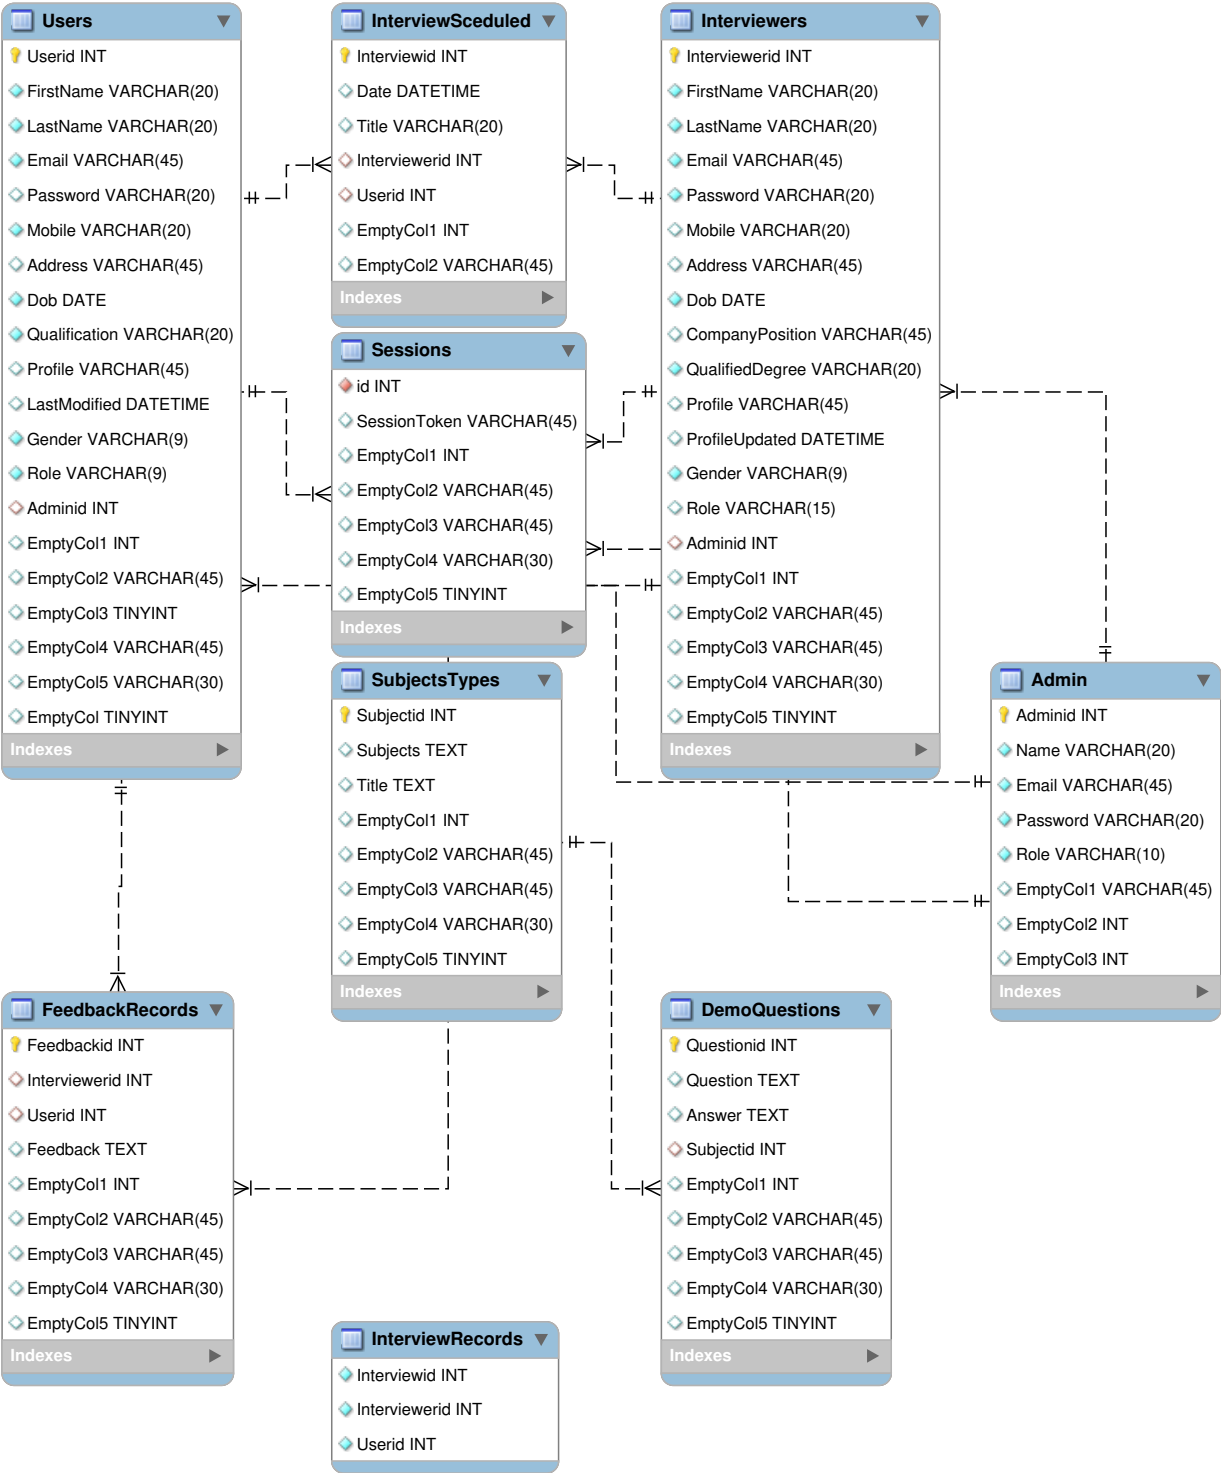 Users
Userid INT
FirstName VARCHAR(20)
LastName VARCHAR(20)
Email VARCHAR(45)
Password VARCHAR(20)
Mobile VARCHAR(20)
Address VARCHAR(45)
Dob DATE
Qualification VARCHAR(20)
Profile VARCHAR(45)
LastModified DATETIME
Gender VARCHAR(9)
Role VARCHAR(9)
Adminid INT
EmptyCol1 INT
EmptyCol2 VARCHAR(45)
EmptyCol3 TINYINT
EmptyCol4 VARCHAR(45)
EmptyCol5 VARCHAR(30)
EmptyCol TINYINT
Indexes
InterviewSceduled
Interviewid INT
Date DATETIME
Title VARCHAR(20)
Interviewerid INT
Userid INT
EmptyCol1 INT
EmptyCol2 VARCHAR(45)
Indexes
Interviewers
Interviewerid INT
FirstName VARCHAR(20)
LastName VARCHAR(20)
Email VARCHAR(45)
Password VARCHAR(20)
Mobile VARCHAR(20)
Address VARCHAR(45)
Dob DATE
CompanyPosition VARCHAR(45)
QualifiedDegree VARCHAR(20)
Profile VARCHAR(45)
ProfileUpdated DATETIME
Gender VARCHAR(9)
Role VARCHAR(15)
Adminid INT
EmptyCol1 INT
EmptyCol2 VARCHAR(45)
EmptyCol3 VARCHAR(45)
EmptyCol4 VARCHAR(30)
EmptyCol5 TINYINT
Indexes
Sessions
id INT
SessionToken VARCHAR(45)
EmptyCol1 INT
EmptyCol2 VARCHAR(45)
EmptyCol3 VARCHAR(45)
EmptyCol4 VARCHAR(30)
EmptyCol5 TINYINT
Indexes
SubjectsTypes
Subjectid INT
Subjects TEXT
Title TEXT
EmptyCol1 INT
EmptyCol2 VARCHAR(45)
EmptyCol3 VARCHAR(45)
EmptyCol4 VARCHAR(30)
EmptyCol5 TINYINT
Indexes
Admin
Adminid INT
Name VARCHAR(20)
Email VARCHAR(45)
Password VARCHAR(20)
Role VARCHAR(10)
EmptyCol1 VARCHAR(45)
EmptyCol2 INT
EmptyCol3 INT
Indexes
FeedbackRecords
Feedbackid INT
Interviewerid INT
Userid INT
Feedback TEXT
EmptyCol1 INT
EmptyCol2 VARCHAR(45)
EmptyCol3 VARCHAR(45)
EmptyCol4 VARCHAR(30)
EmptyCol5 TINYINT
Indexes
DemoQuestions
Questionid INT
Question TEXT
Answer TEXT
Subjectid INT
EmptyCol1 INT
EmptyCol2 VARCHAR(45)
EmptyCol3 VARCHAR(45)
EmptyCol4 VARCHAR(30)
EmptyCol5 TINYINT
Indexes
InterviewRecords
Interviewid INT
Interviewerid INT
Userid INT